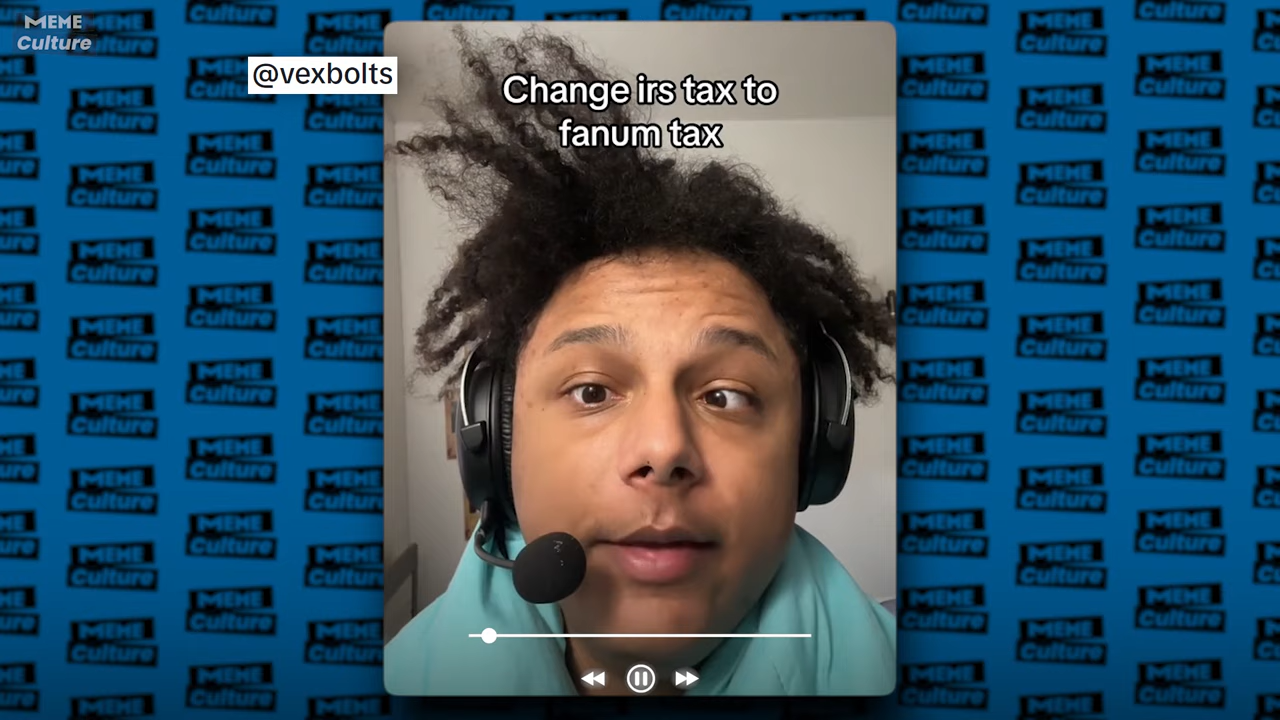 MEME
Culture
@vexbolts
Change irs tax to
fanum tax